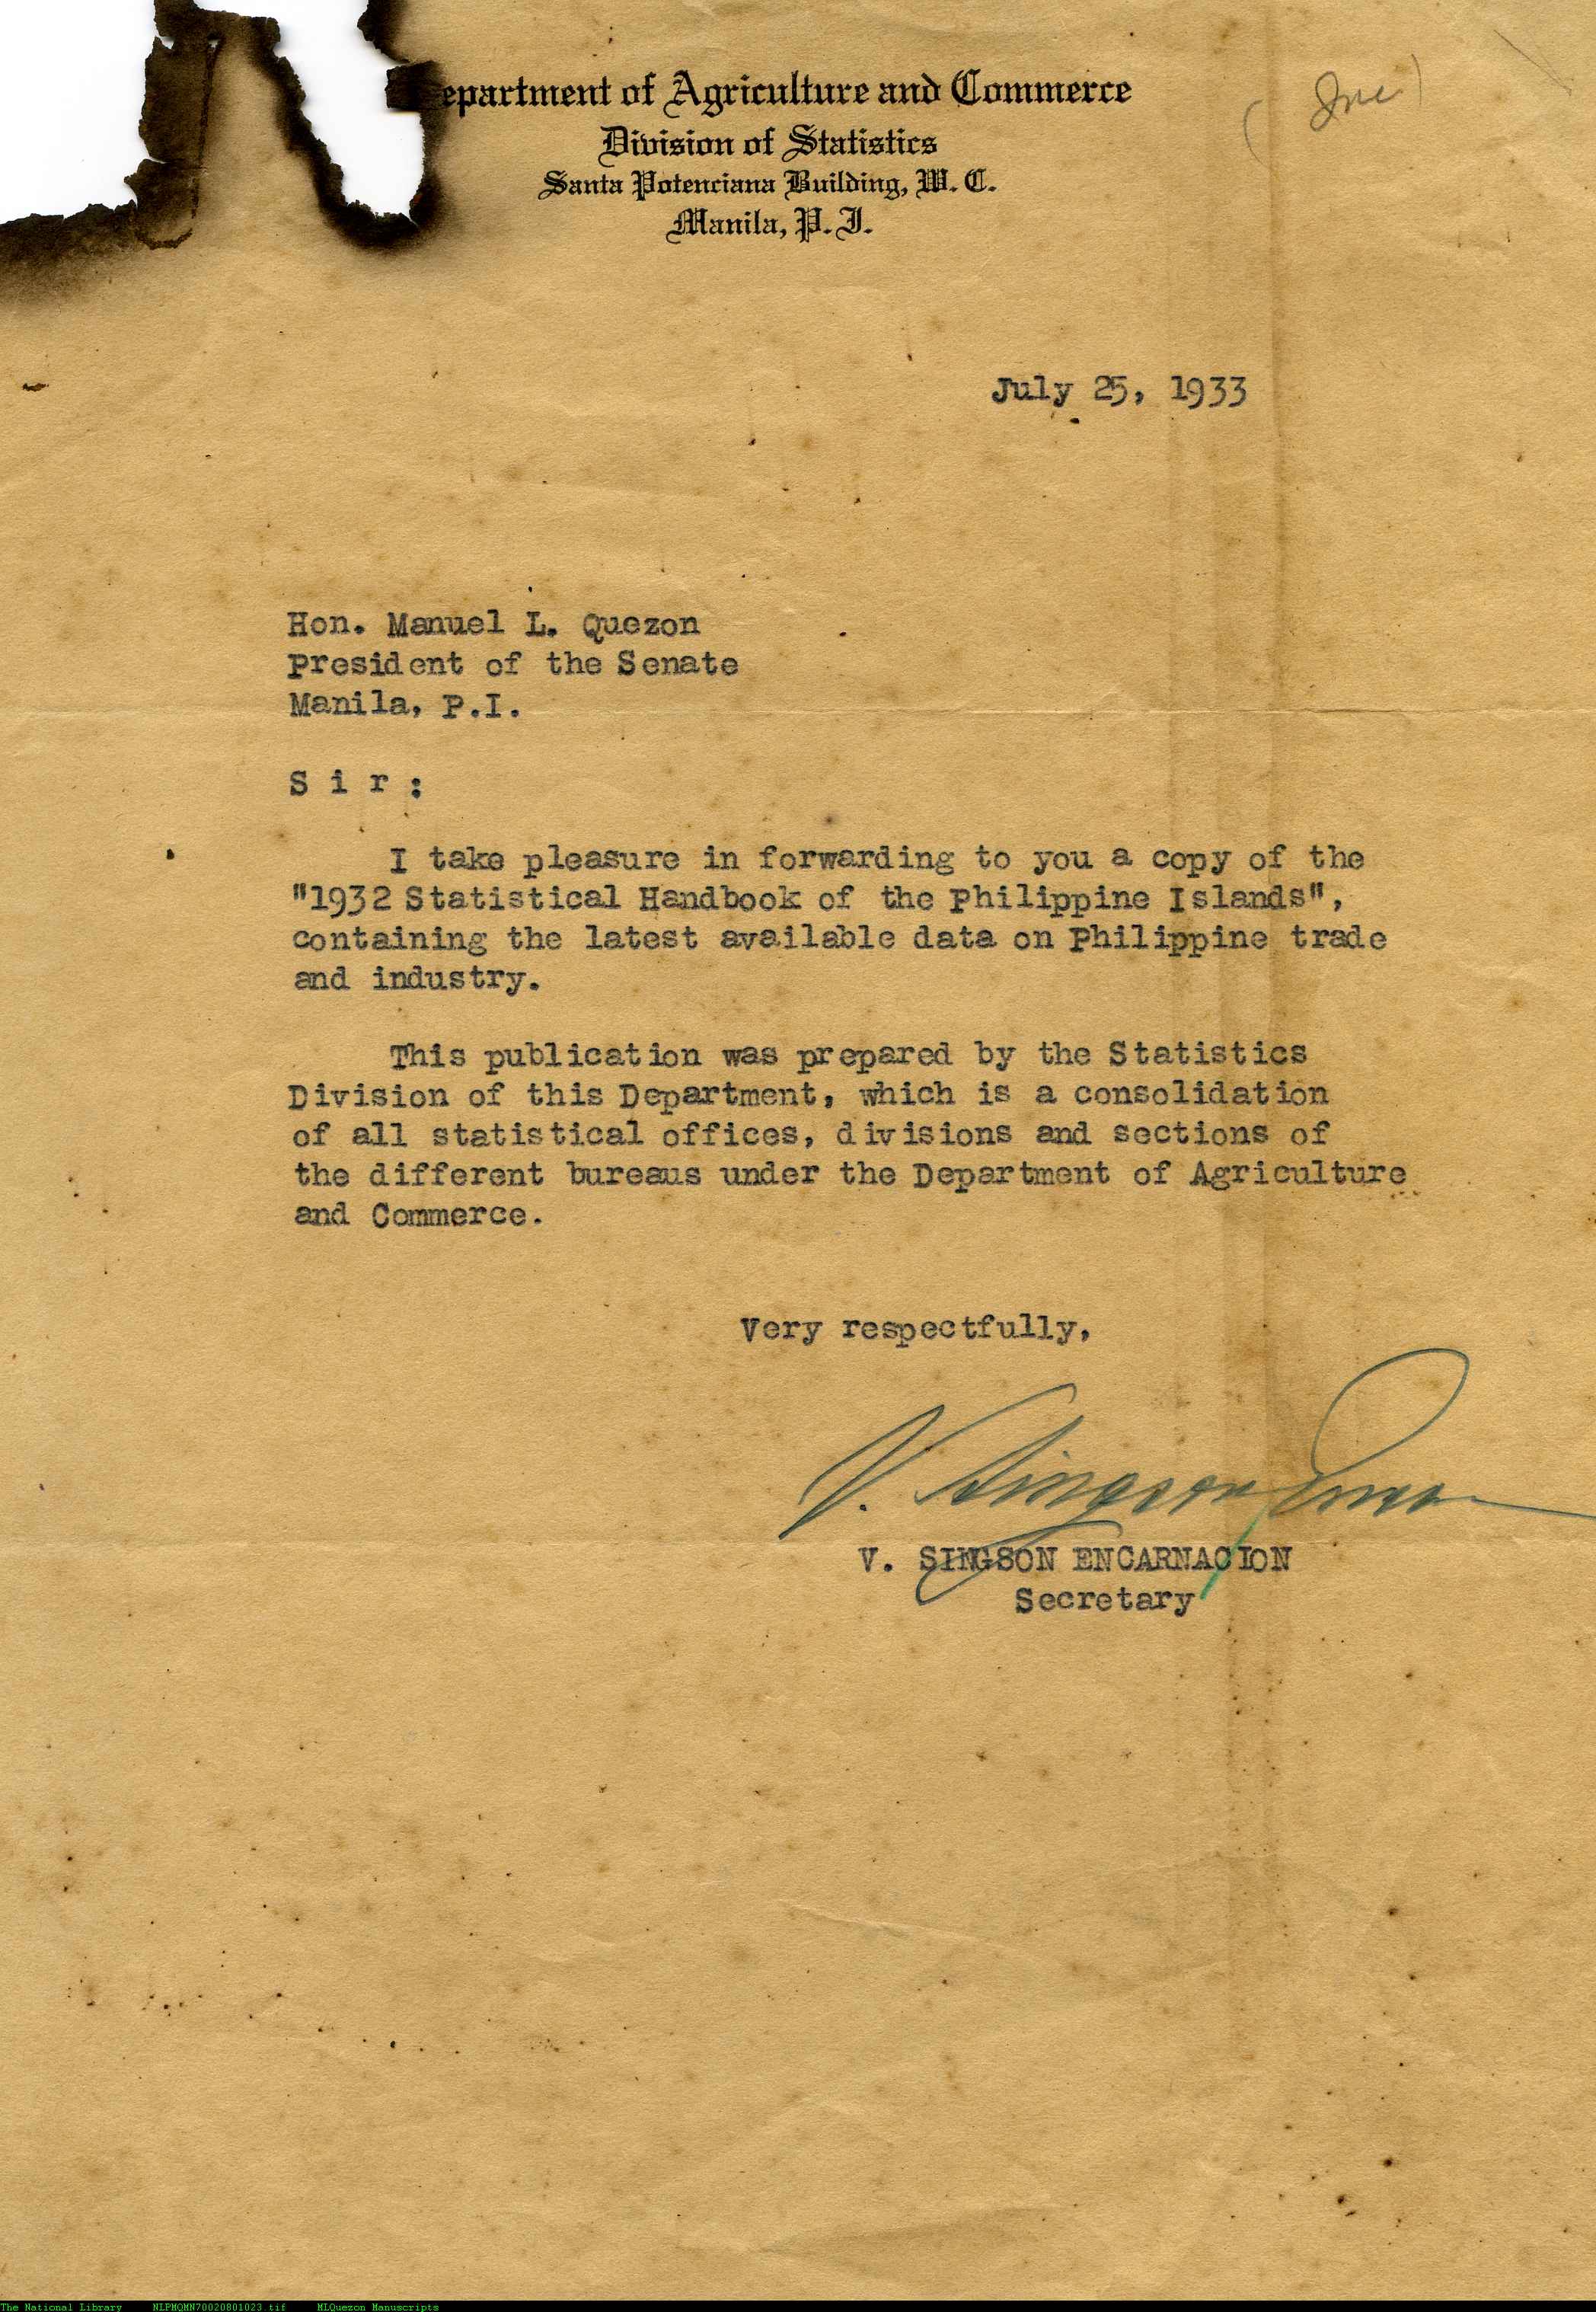 epartment of Agriculture and Commerce
Division of Statistics
Santa Potenciana Building, W. C.
Manila, P. I.
July 25, 1933
Hon. Manuel L. Quezon
President of the Senate
Manila, P.I.
S i r :
I take pleasure in forwarding to you a copy of the
"1932 Statistical Handbook of the Philippine Islands",
containing the latest available data on Philippine trade
and industry.
This publication was prepared by the Statistics
Division of this Department, which is a consolidation
of all statistical offices, divisions and sections of
the different bureaus under the Department of Agriculture
and Commerce.
Very respectfully,
V. SINGSON ENCARNACION
Secretary
The National Library NLPMQMN70020801023.tif MLQuezon Manuscripts